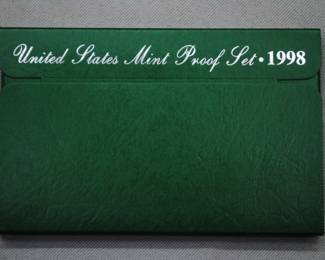 United States Mint Proof Set • 1998